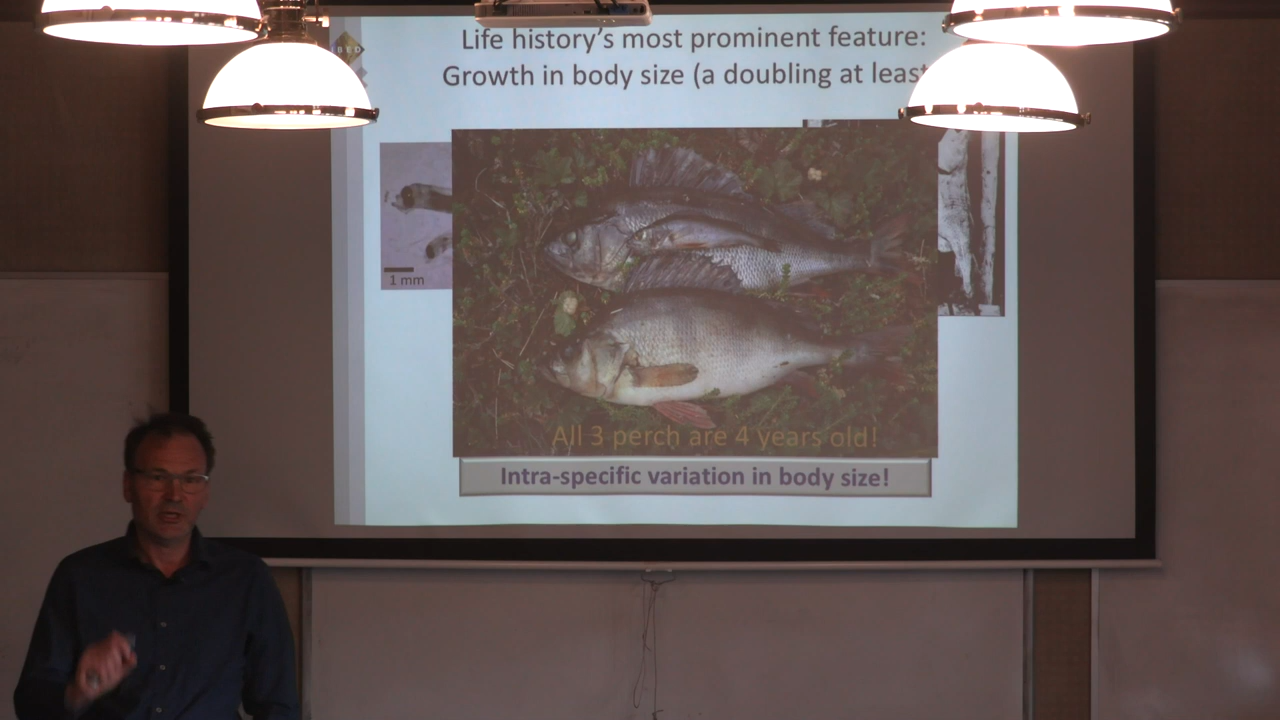 BED
Life history's most prominent feature:
Growth in body size (a doubling at least
1 mm
All 3 perch are 4 years old!
Intra-specific variation in body size!